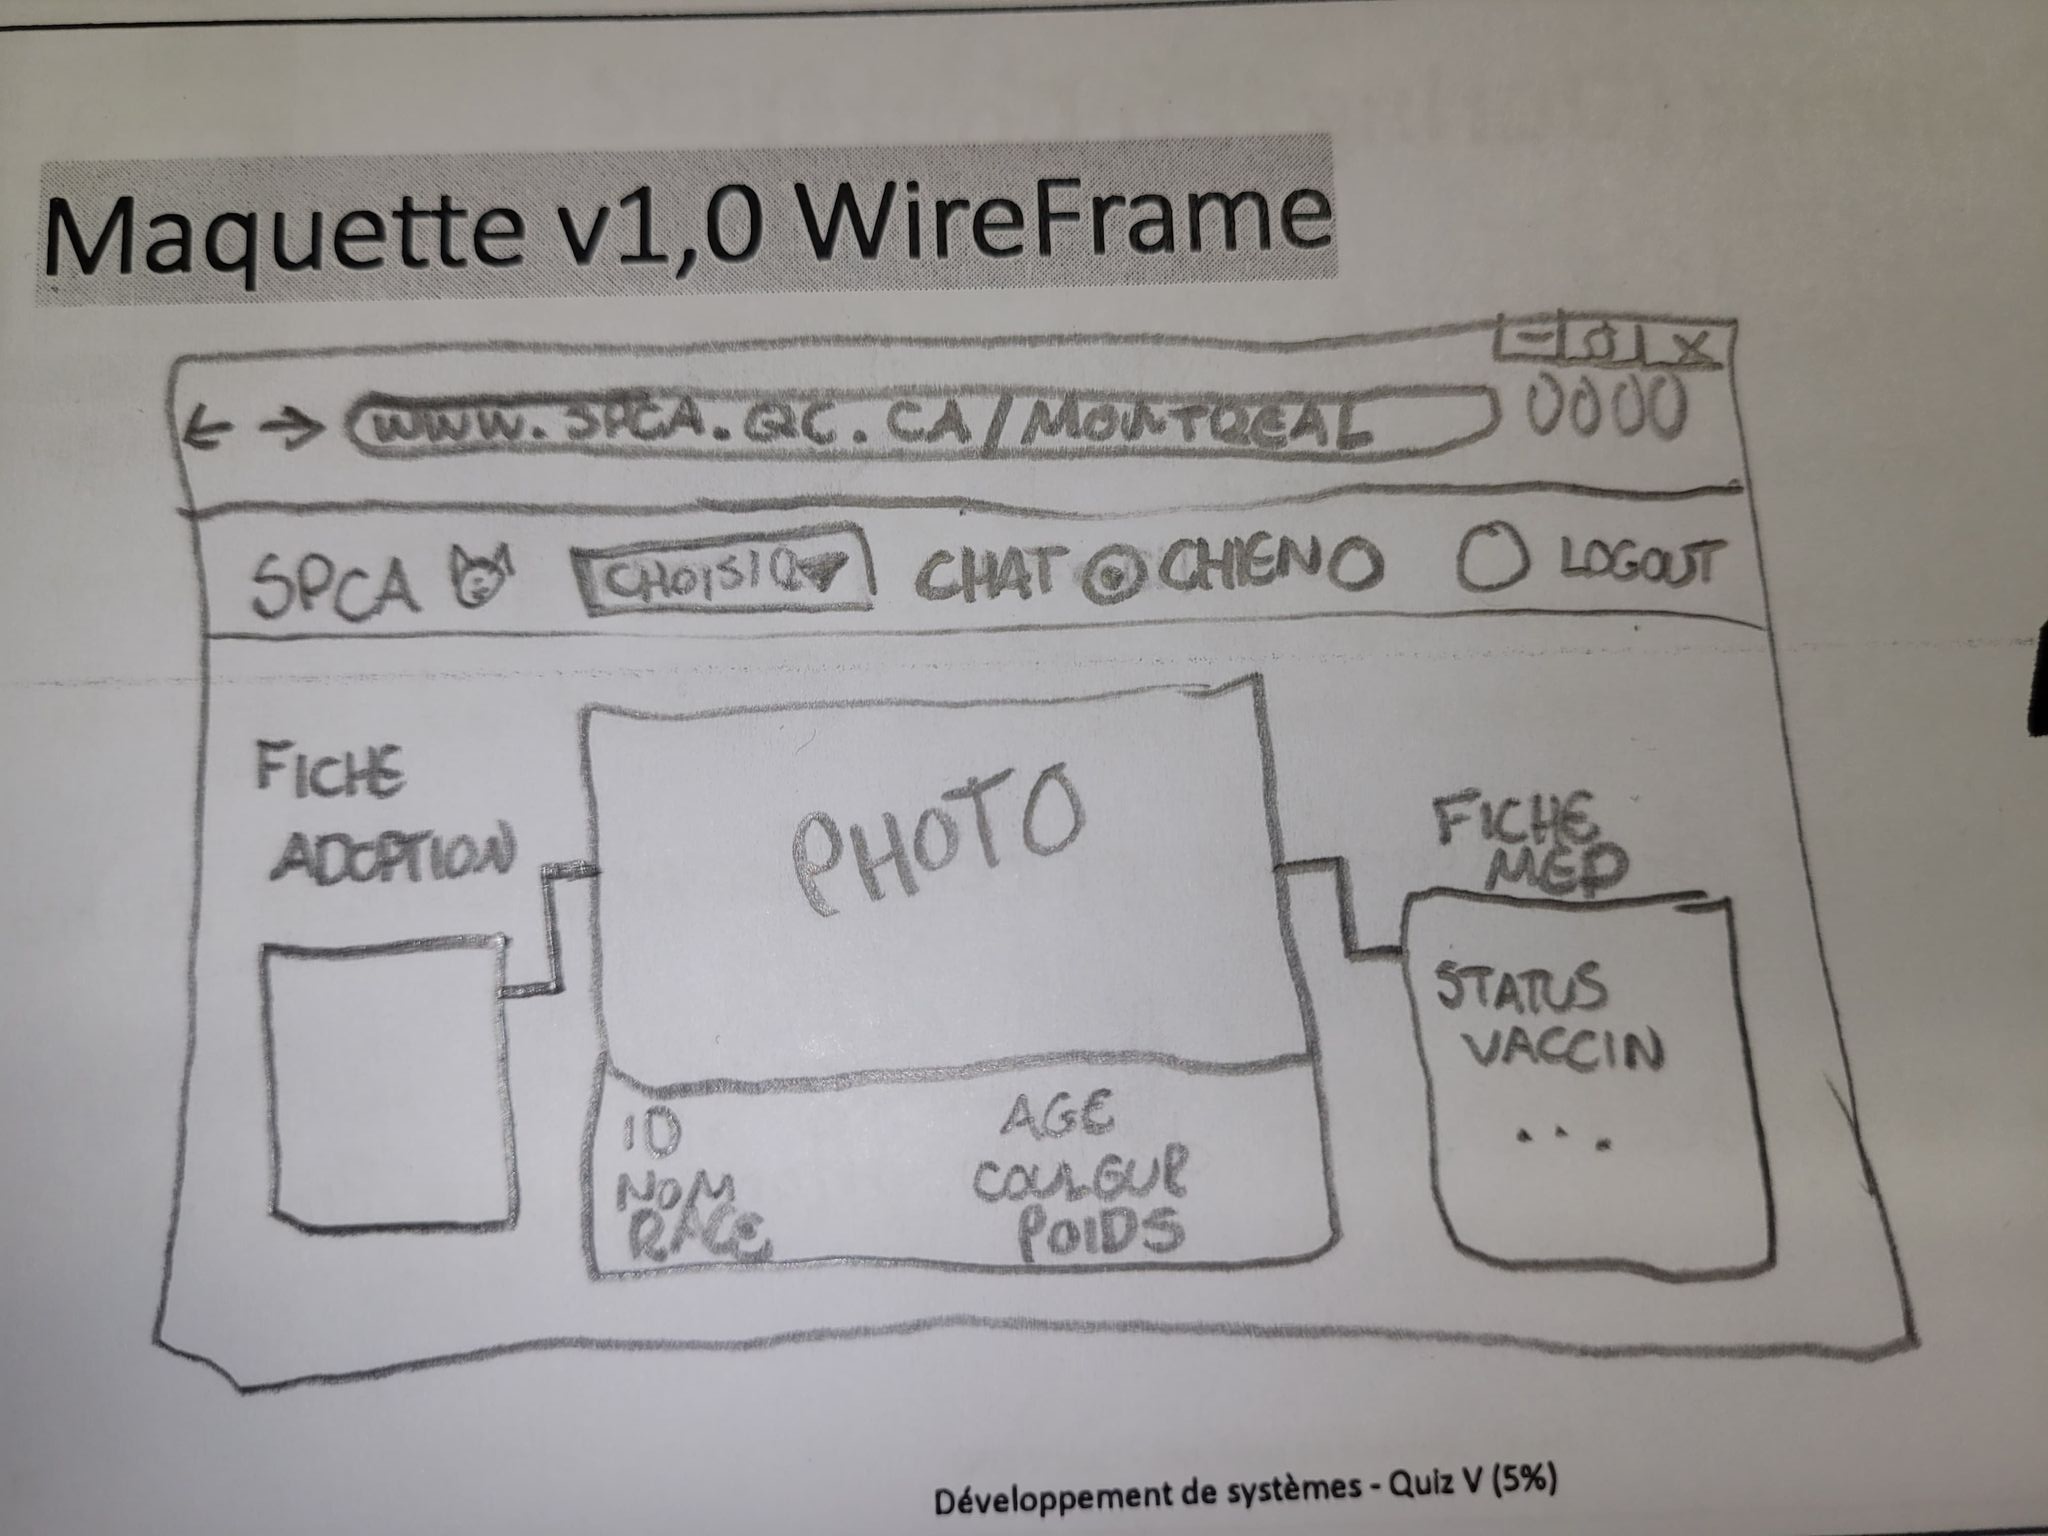 Maquette v1,0 WireFrame
WWW.SPCA.QC.CA/MONTREAL
SPCA CHOISIR CHAT CHIEN LOGOUT
FICHE
ADOPTION
PHOTO
FICHE
MED
STATUS
VACCIN
...
ID
NOM
RACE
AGE
COULEUR
POIDS
Développement de systèmes - Quiz V (5%)